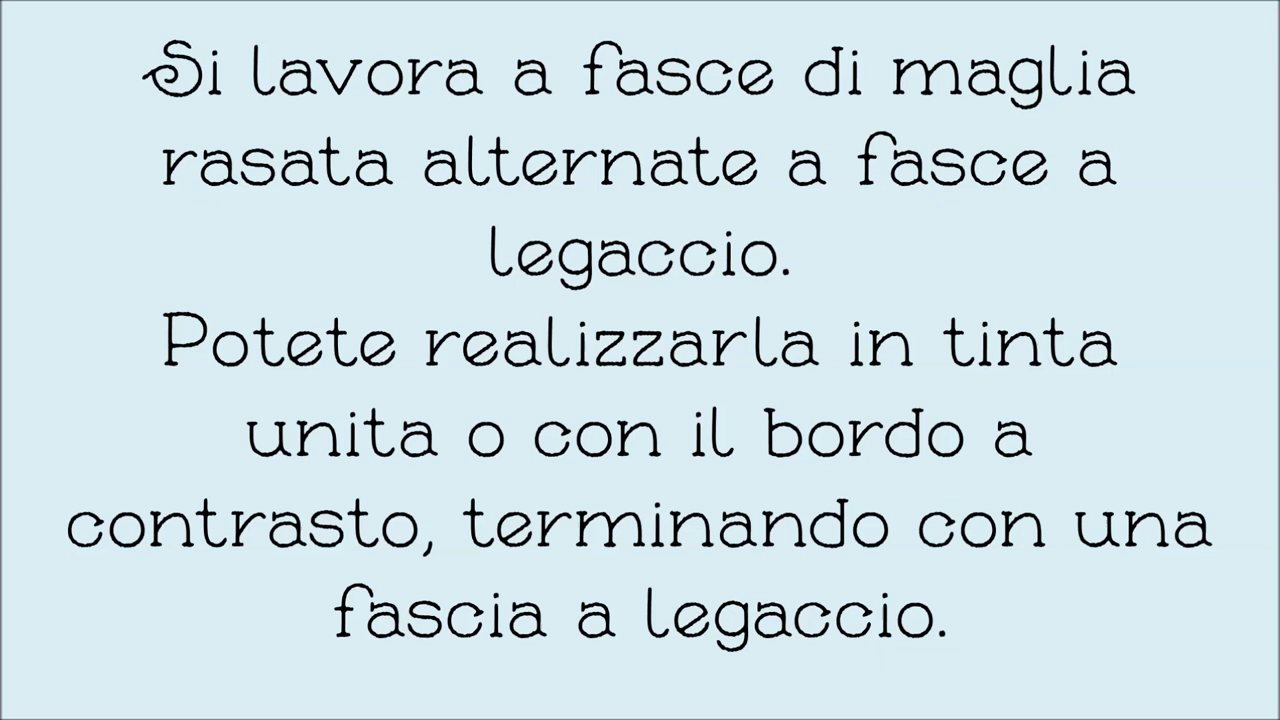 Si lavora a fasce di maglia
rasata alternate a fasce a
legaccio.
Potete realizzarla in tinta
unita o con il bordo a
contrasto, terminando con una
fascia a legaccio.